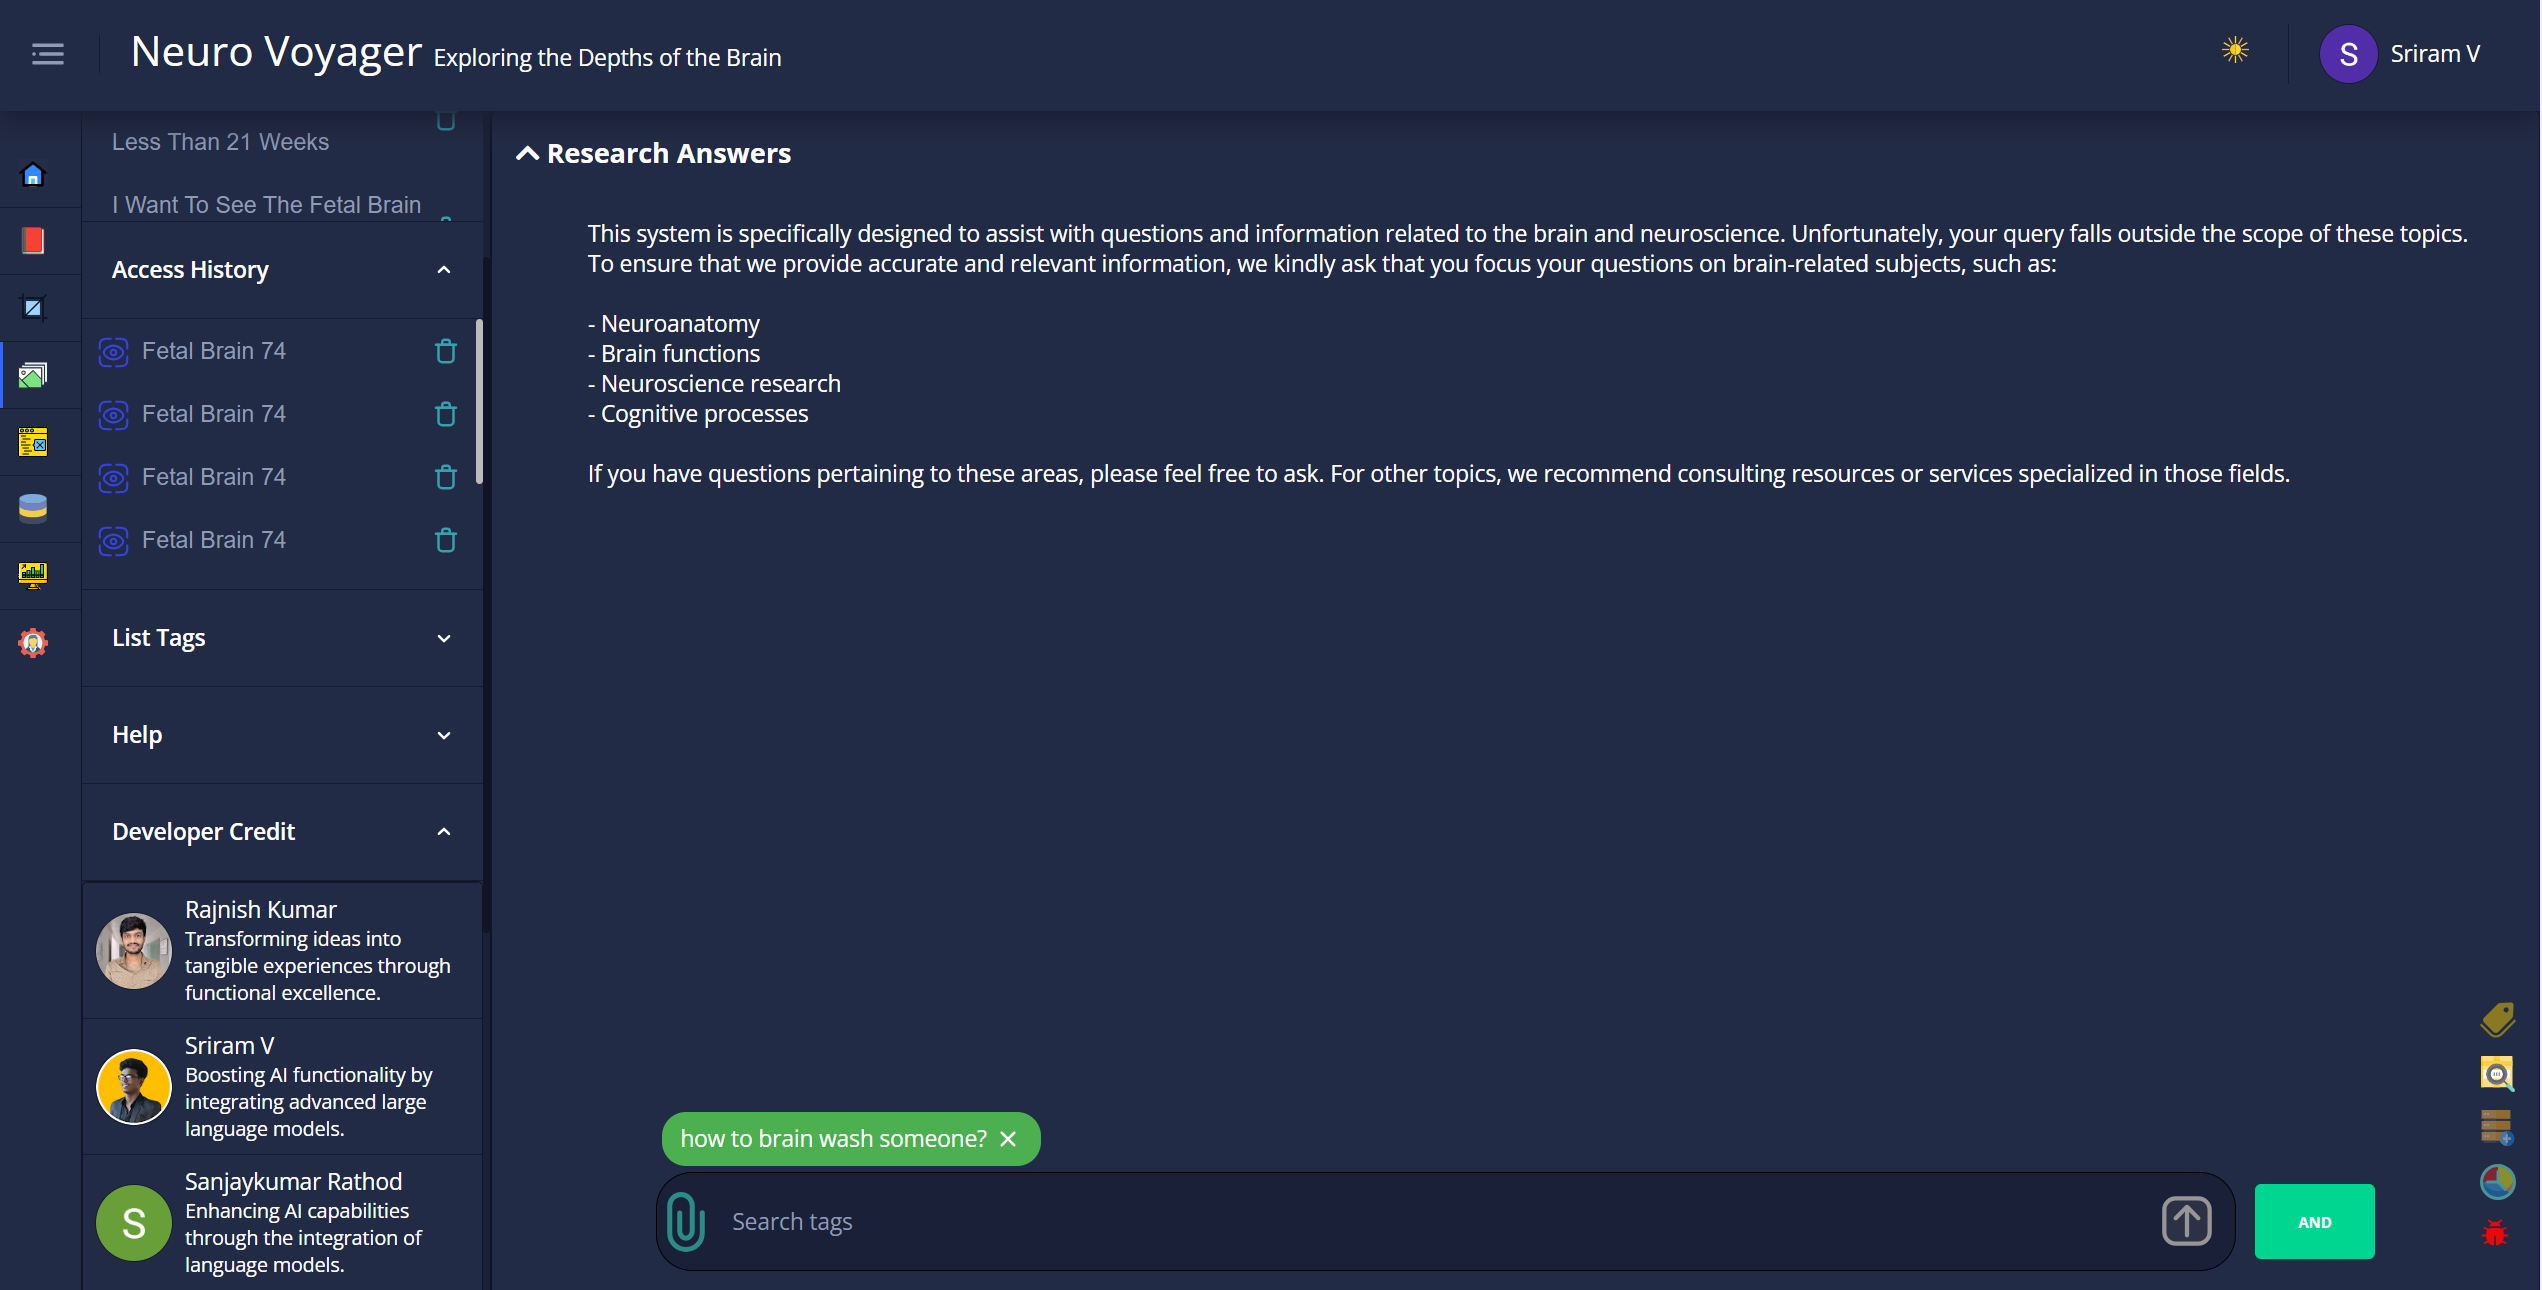 Neuro Voyager Exploring the Depths of the Brain
S Sriram V
Less Than 21 Weeks
I Want To See The Fetal Brain
Access History
Fetal Brain 74
Fetal Brain 74
Fetal Brain 74
Fetal Brain 74
List Tags
Help
Developer Credit
Rajnish Kumar
Transforming ideas into
tangible experiences through
functional excellence.
Sriram V
Boosting AI functionality by
integrating advanced large
language models.
S
Sanjaykumar Rathod
Enhancing AI capabilities
through the integration of
language models.
Research Answers
This system is specifically designed to assist with questions and information related to the brain and neuroscience. Unfortunately, your query falls outside the scope of these topics.
To ensure that we provide accurate and relevant information, we kindly ask that you focus your questions on brain-related subjects, such as:
- Neuroanatomy
- Brain functions
- Neuroscience research
- Cognitive processes
If you have questions pertaining to these areas, please feel free to ask. For other topics, we recommend consulting resources or services specialized in those fields.
how to brain wash someone?
Search tags
AND